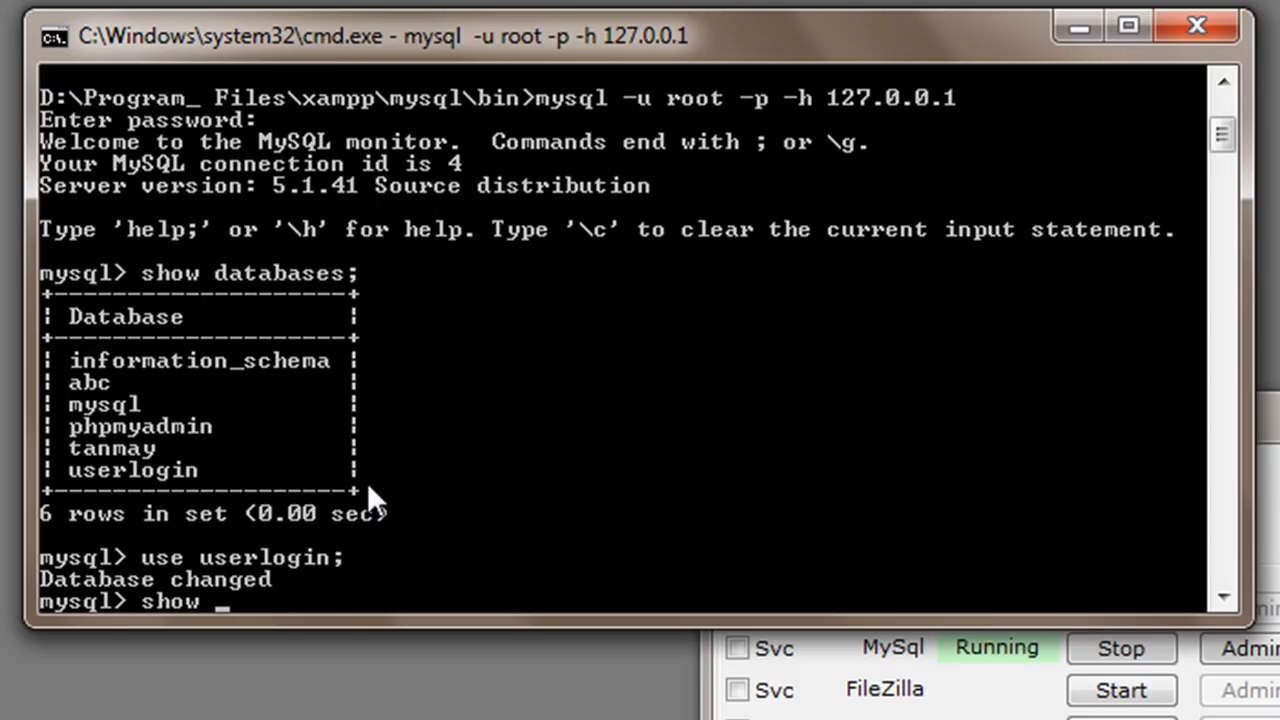 C:\Windows\system32\cmd.exe - mysql  -u root -p -h 127.0.0.1
D:\Program_ Files\xampp\mysql\bin>mysql -u root -p -h 127.0.0.1
Enter password:
Welcome to the MySQL monitor.  Commands end with ; or \g.
Your MySQL connection id is 4
Server version: 5.1.41 Source distribution
Type 'help;' or '\h' for help. Type '\c' to clear the current input statement.
mysql> show databases;
+--------------------+
| Database           |
+--------------------+
| information_schema |
| abc                |
| mysql              |
| phpmyadmin         |
| tanmay             |
| userlogin          |
+--------------------+
6 rows in set (0.00 sec)
mysql> use userlogin;
Database changed
mysql> show _
Svc MySql Running Stop Admin
Svc FileZilla Start Admin